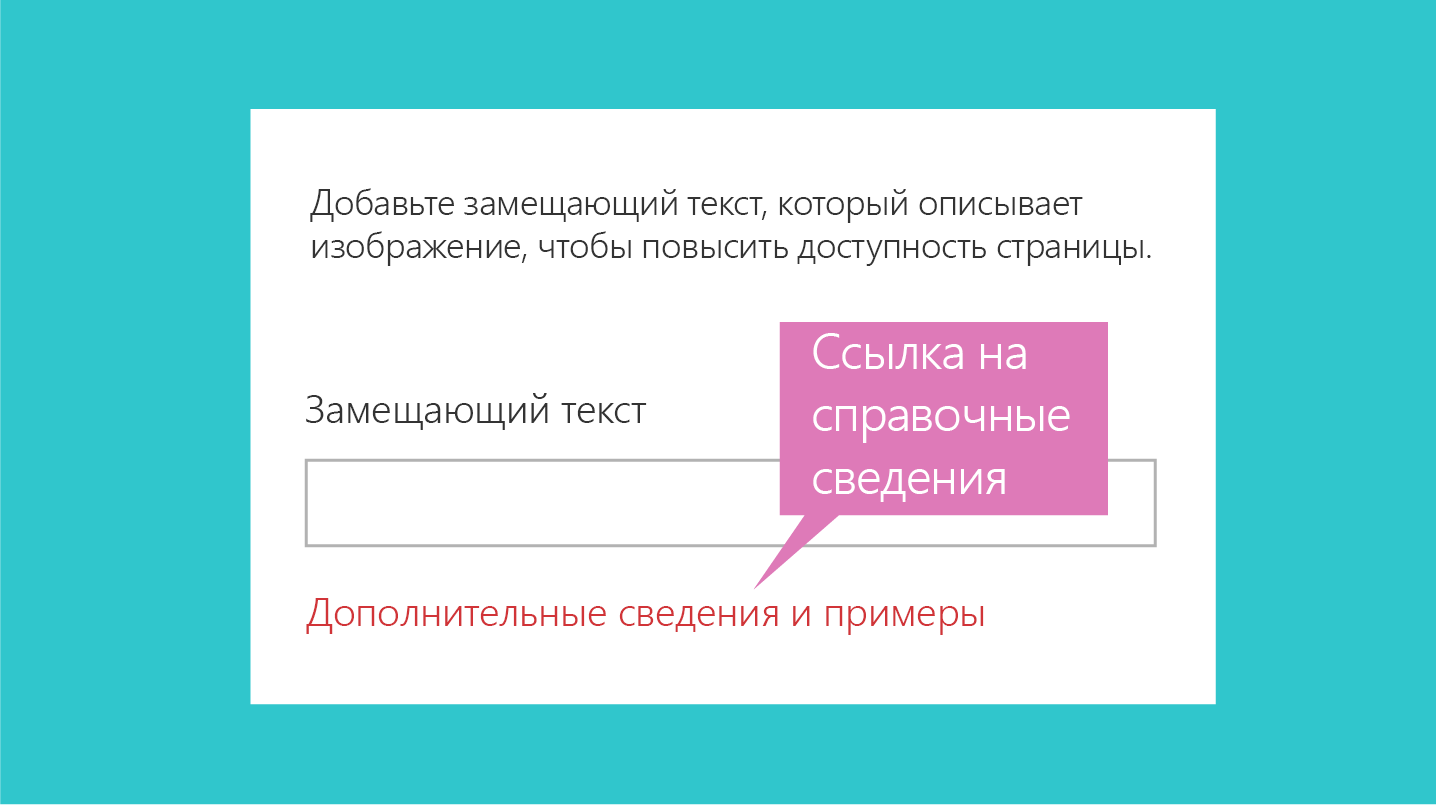 Добавьте замещающий текст, который описывает
изображение, чтобы повысить доступность страницы.
Ссылка на
справочные
сведения
Замещающий текст
Дополнительные сведения и примеры